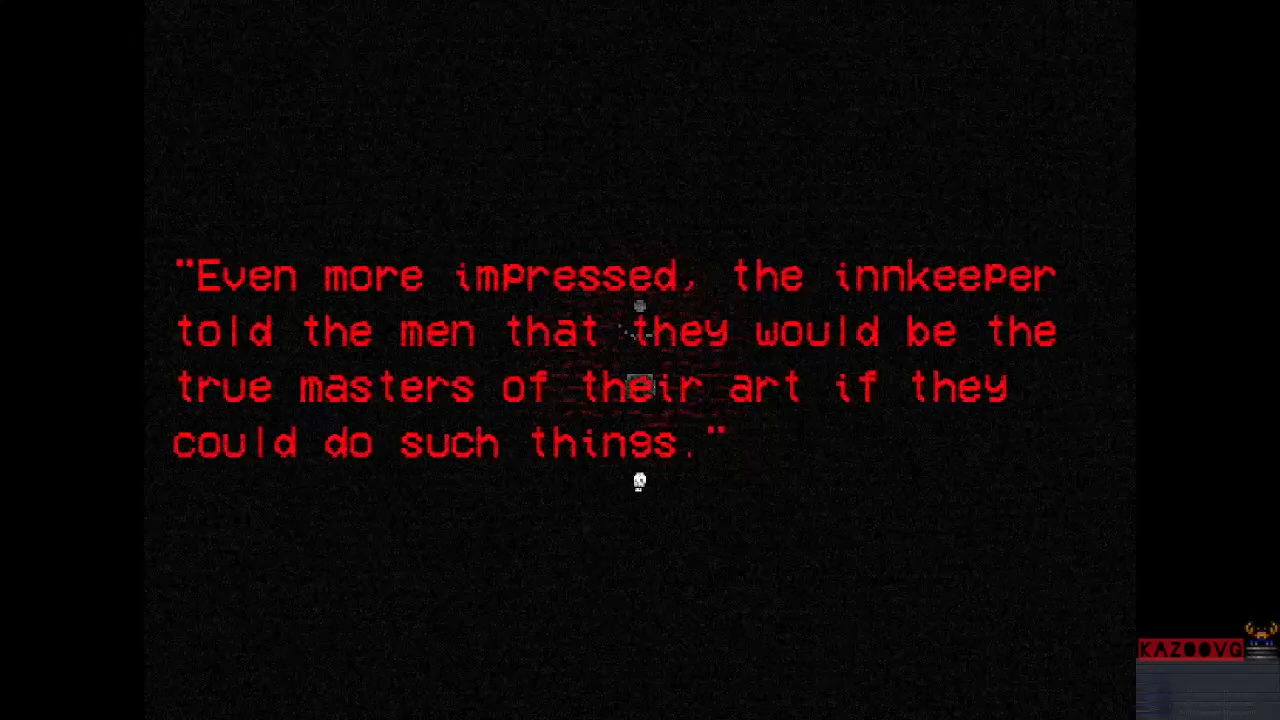 "Even more impressed, the innkeeper
told the men that they would be the
true masters of their art if they
could do such things."
KAZOOVG